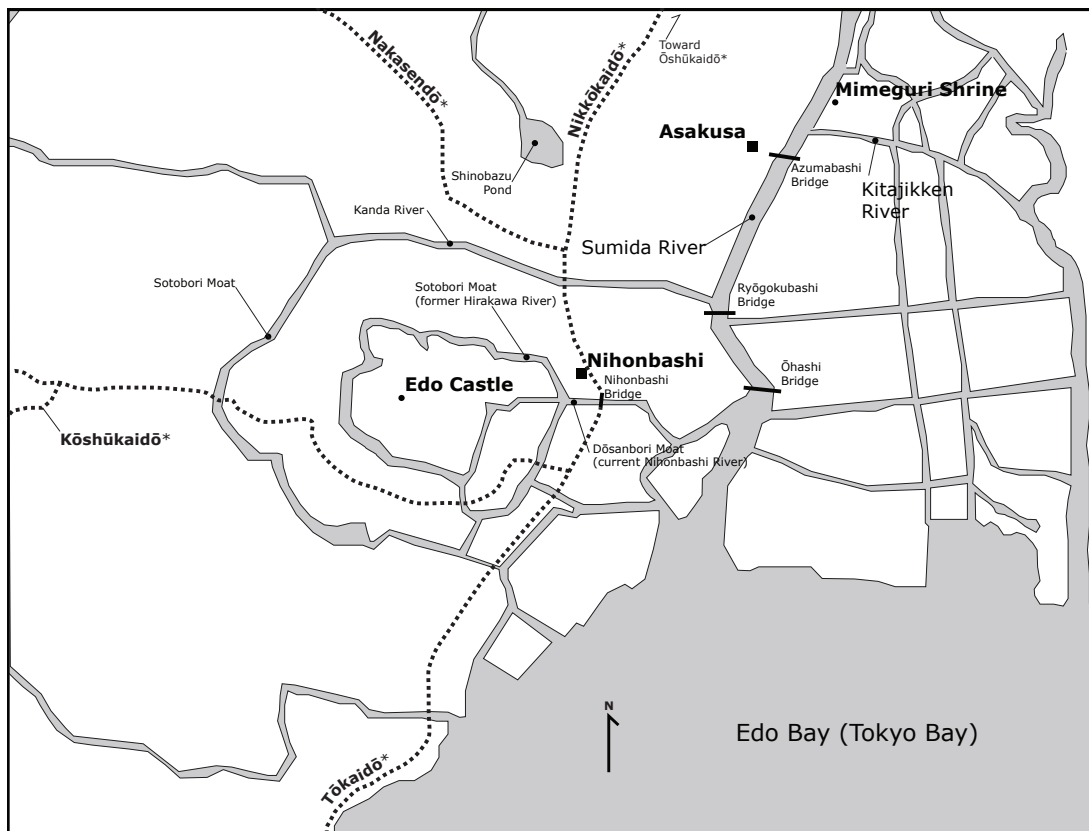 Nakasendō*
Nikkōkaidō*
Toward
Ōshūkaidō*
Mimeguri Shrine
Asakusa
Azumabashi
Bridge
Kitajikken
River
Shinobazu
Pond
Kanda River
Sumida River
Sotobori Moat
Sotobori Moat
(former Hirakawa River)
Ryōgokubashi
Bridge
Nihonbashi
Nihonbashi
Bridge
Ōhashi
Bridge
Edo Castle
Kōshūkaidō*
Dōsanbori Moat
(current Nihonbashi River)
N
Edo Bay (Tokyo Bay)
Tōkaidō*